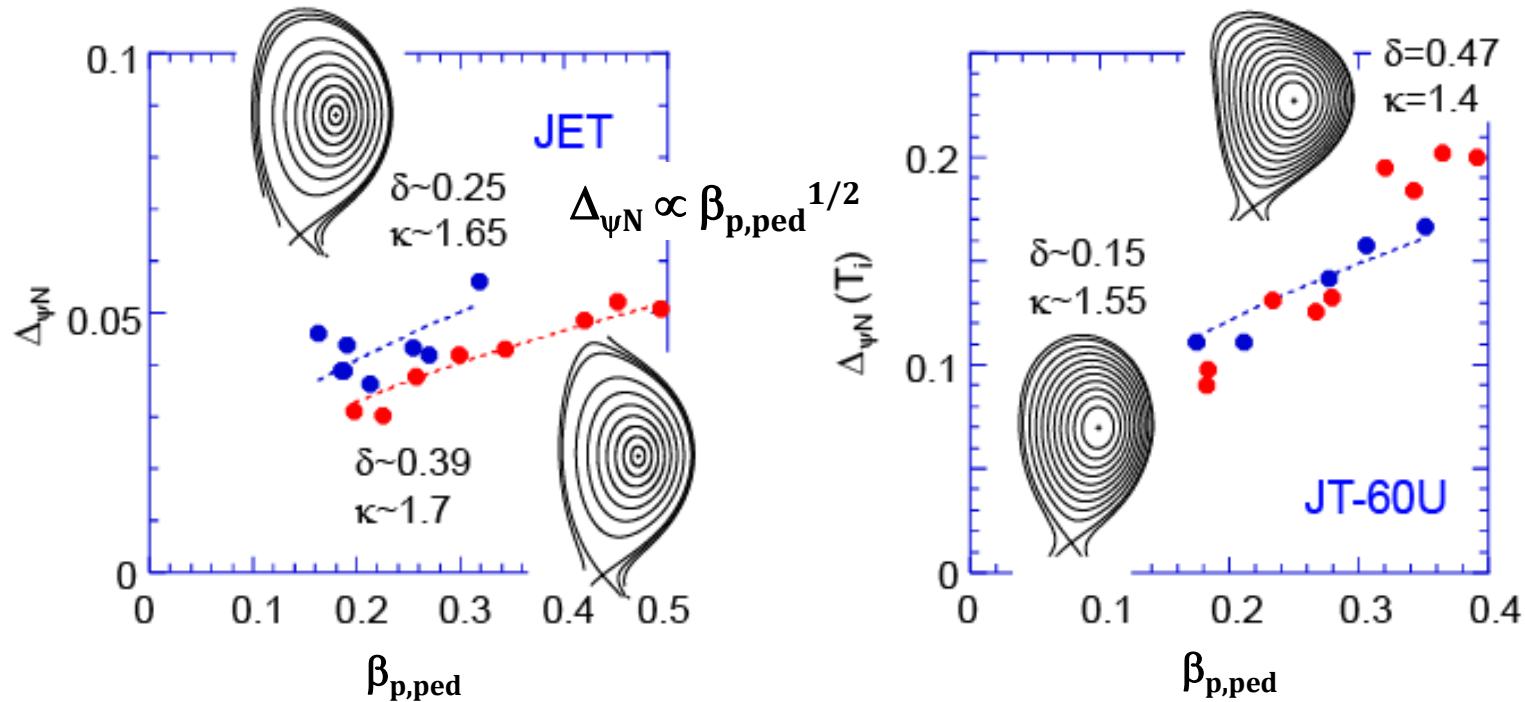 0.1
JET
δ~0.25
κ~1.65
Δ_ψN ∝ β_p,ped^1/2
Δ_ψN
0.05
δ~0.39
κ~1.7
0
0 0.1 0.2 0.3 0.4 0.5
β_p,ped
δ=0.47
κ=1.4
0.2
Δ_ψN (T_i)
δ~0.15
κ~1.55
0.1
JT-60U
0
0 0.1 0.2 0.3 0.4
β_p,ped